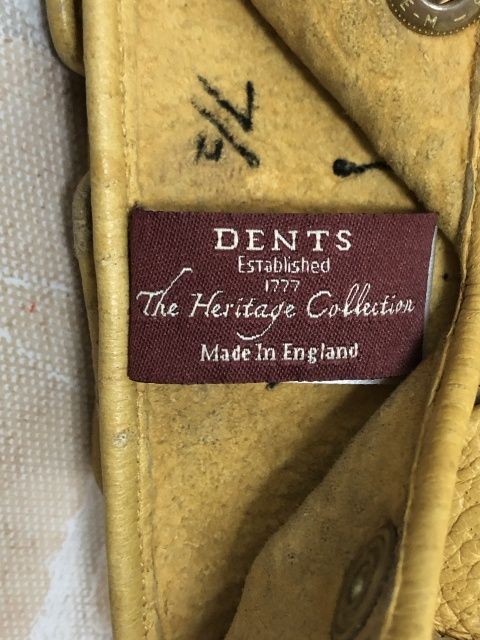 DENTS
Established
1777
The Heritage Collection
Made In England